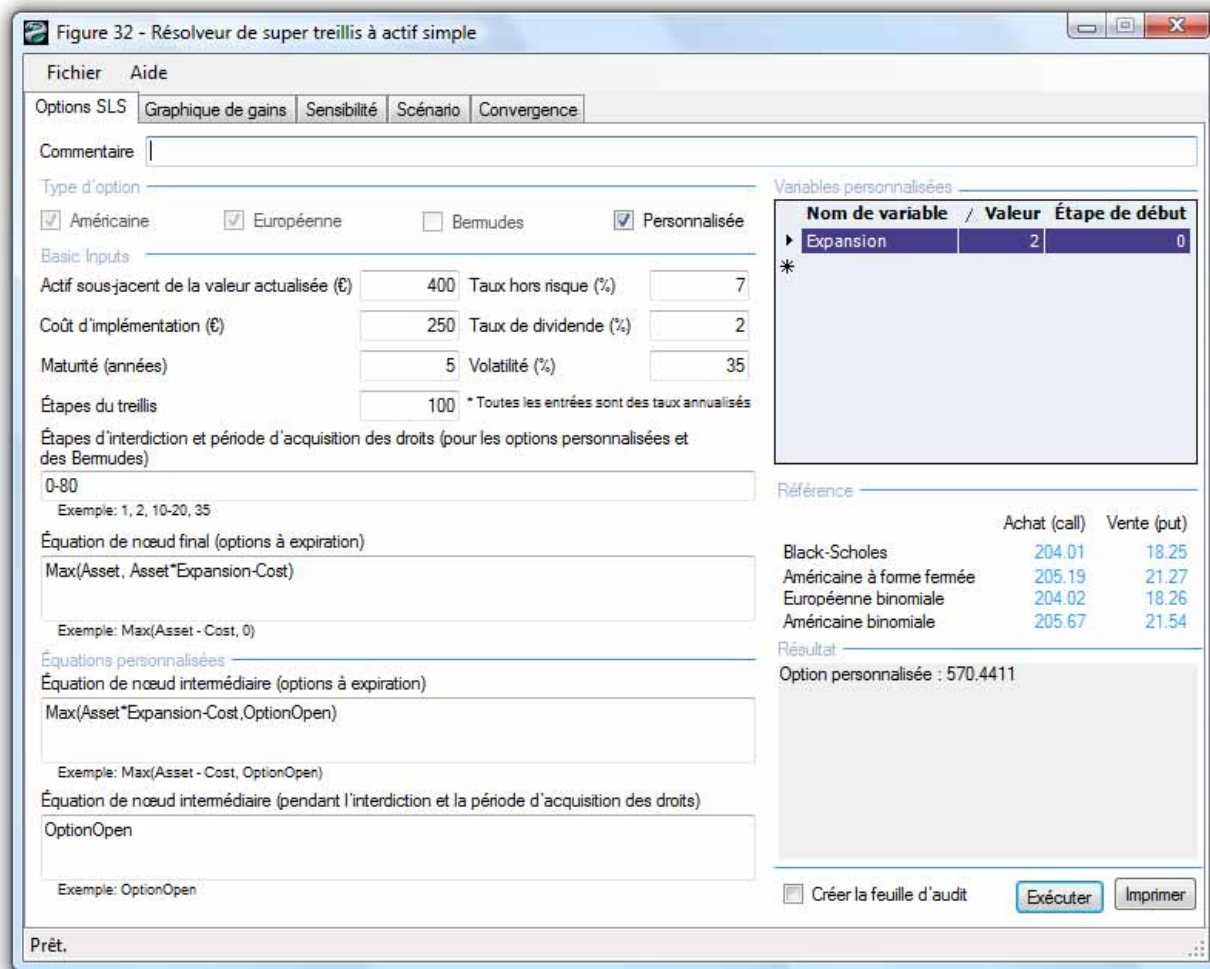 Figure 32 - Résolveur de super treillis à actif simple
Fichier Aide
Options SLS Graphique de gains Sensibilité Scénario Convergence
Commentaire
Type d'option
Américaine Européenne Bermudes Personnalisée
Basic Inputs
Actif sous-jacent de la valeur actualisée (€) 400 Taux hors risque (%) 7
Coût d'implémentation (€) 250 Taux de dividende (%) 2
Maturité (années) 5 Volatilité (%) 35
Étapes du treillis 100 * Toutes les entrées sont des taux annualisés
Étapes d'interdiction et période d'acquisition des droits (pour les options personnalisées et
des Bermudes)
0-80
Exemple: 1, 2, 10-20, 35
Équation de nœud final (options à expiration)
Max(Asset, Asset*Expansion-Cost)
Exemple: Max(Asset - Cost, 0)
Équations personnalisées
Équation de nœud intermédiaire (options à expiration)
Max(Asset*Expansion-Cost,OptionOpen)
Exemple: Max(Asset - Cost, OptionOpen)
Équation de nœud intermédiaire (pendant l'interdiction et la période d'acquisition des droits)
OptionOpen
Exemple: OptionOpen
Variables personnalisées
Nom de variable / Valeur Étape de début
Expansion 2 0
Référence
Achat (call) Vente (put)
Black-Scholes 204.01 18.25
Américaine à forme fermée 205.19 21.27
Européenne binomiale 204.02 18.26
Américaine binomiale 205.67 21.54
Résultat
Option personnalisée : 570.4411
Créer la feuille d'audit Exécuter Imprimer
Prêt.